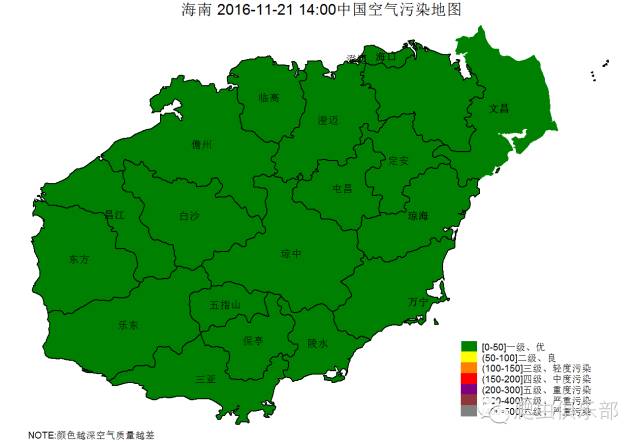 海南 2016-11-21 14:00中国空气污染地图
海口
文昌
临高
澄迈
儋州
定安
屯昌
昌江
白沙
琼海
东方
琼中
五指山
万宁
乐东
保亭
陵水
三亚
[0-50]一级、优
(50-100]二级、良
(100-150]三级、轻度污染
(150-200]四级、中度污染
(200-300]五级、重度污染
(300-400]六级、严重污染
500]六级、严重污染
NOTE:颜色越深空气质量越差